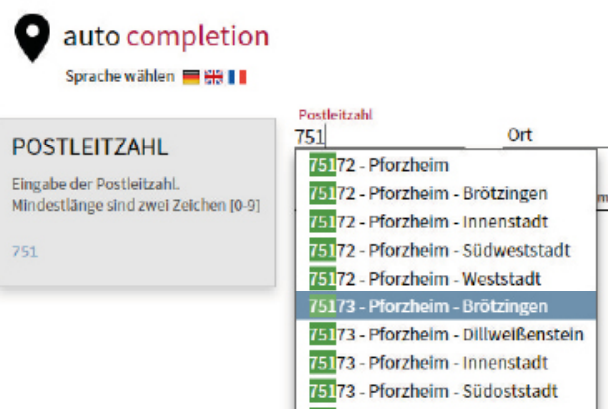 auto completion
Sprache wählen
POSTLEITZAHL
Eingabe der Postleitzahl.
Mindestlänge sind zwei Zeichen [0-9]
751
Postleitzahl
751
Ort
75172 - Pforzheim
75172 - Pforzheim - Brötzingen
75172 - Pforzheim - Innenstadt
75172 - Pforzheim - Südweststadt
75172 - Pforzheim - Weststadt
75173 - Pforzheim - Brötzingen
75173 - Pforzheim - Dillweißenstein
75173 - Pforzheim - Innenstadt
75173 - Pforzheim - Südoststadt